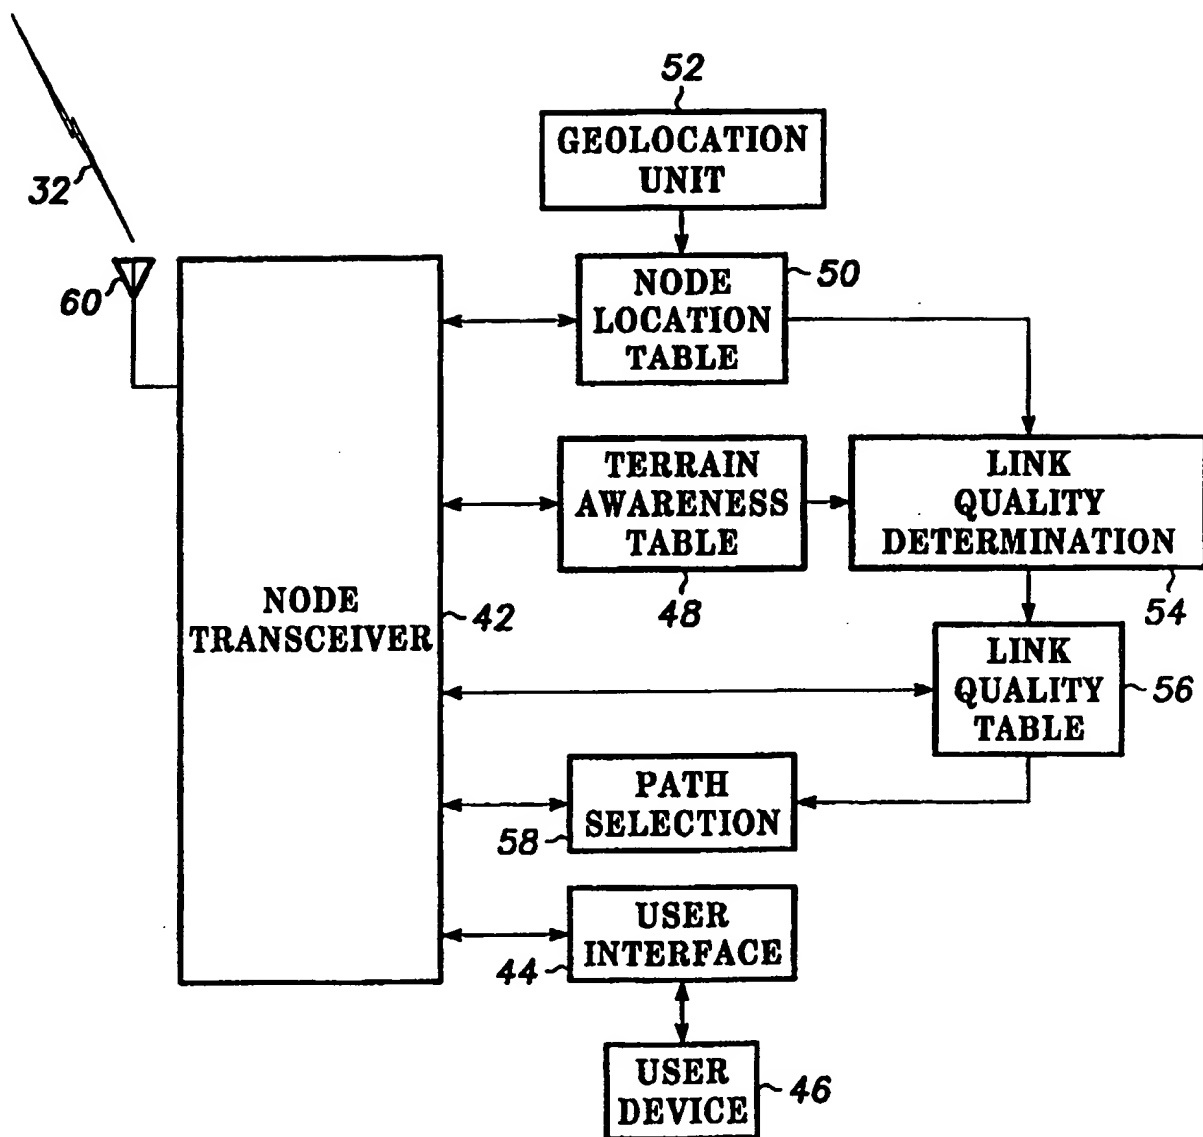 52
GEOLOCATION
UNIT
32
60
50
NODE
LOCATION
TABLE
TERRAIN
AWARENESS
TABLE
48
LINK
QUALITY
DETERMINATION
54
NODE
TRANSCEIVER
42
LINK
QUALITY
TABLE
56
PATH
SELECTION
58
USER
INTERFACE
44
USER
DEVICE
46